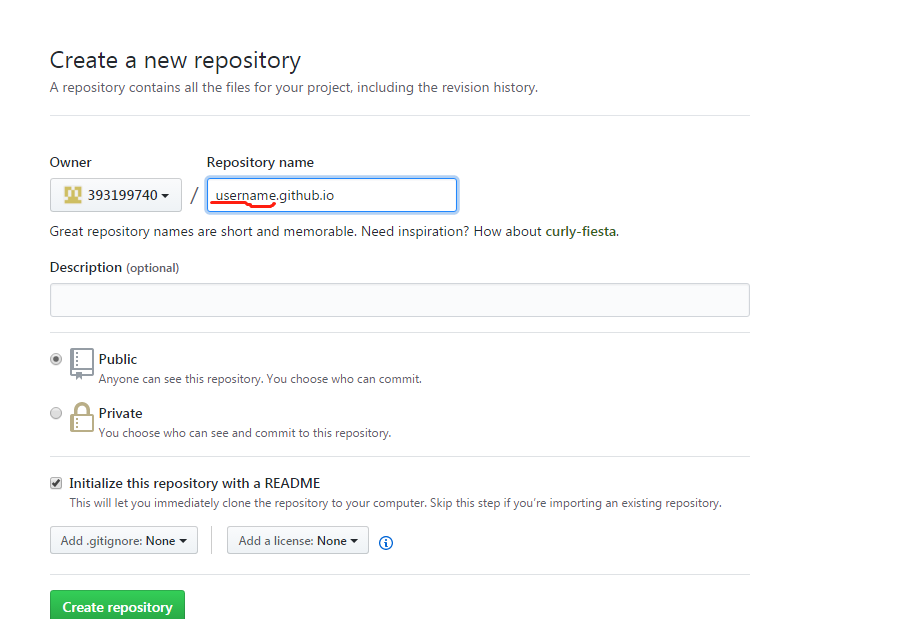 Create a new repository
A repository contains all the files for your project, including the revision history.
Owner Repository name
393199740 / username.github.io
Great repository names are short and memorable. Need inspiration? How about curly-fiesta.
Description (optional)
Public
Anyone can see this repository. You choose who can commit.
Private
You choose who can see and commit to this repository.
Initialize this repository with a README
This will let you immediately clone the repository to your computer. Skip this step if you’re importing an existing repository.
Add .gitignore: None Add a license: None
Create repository